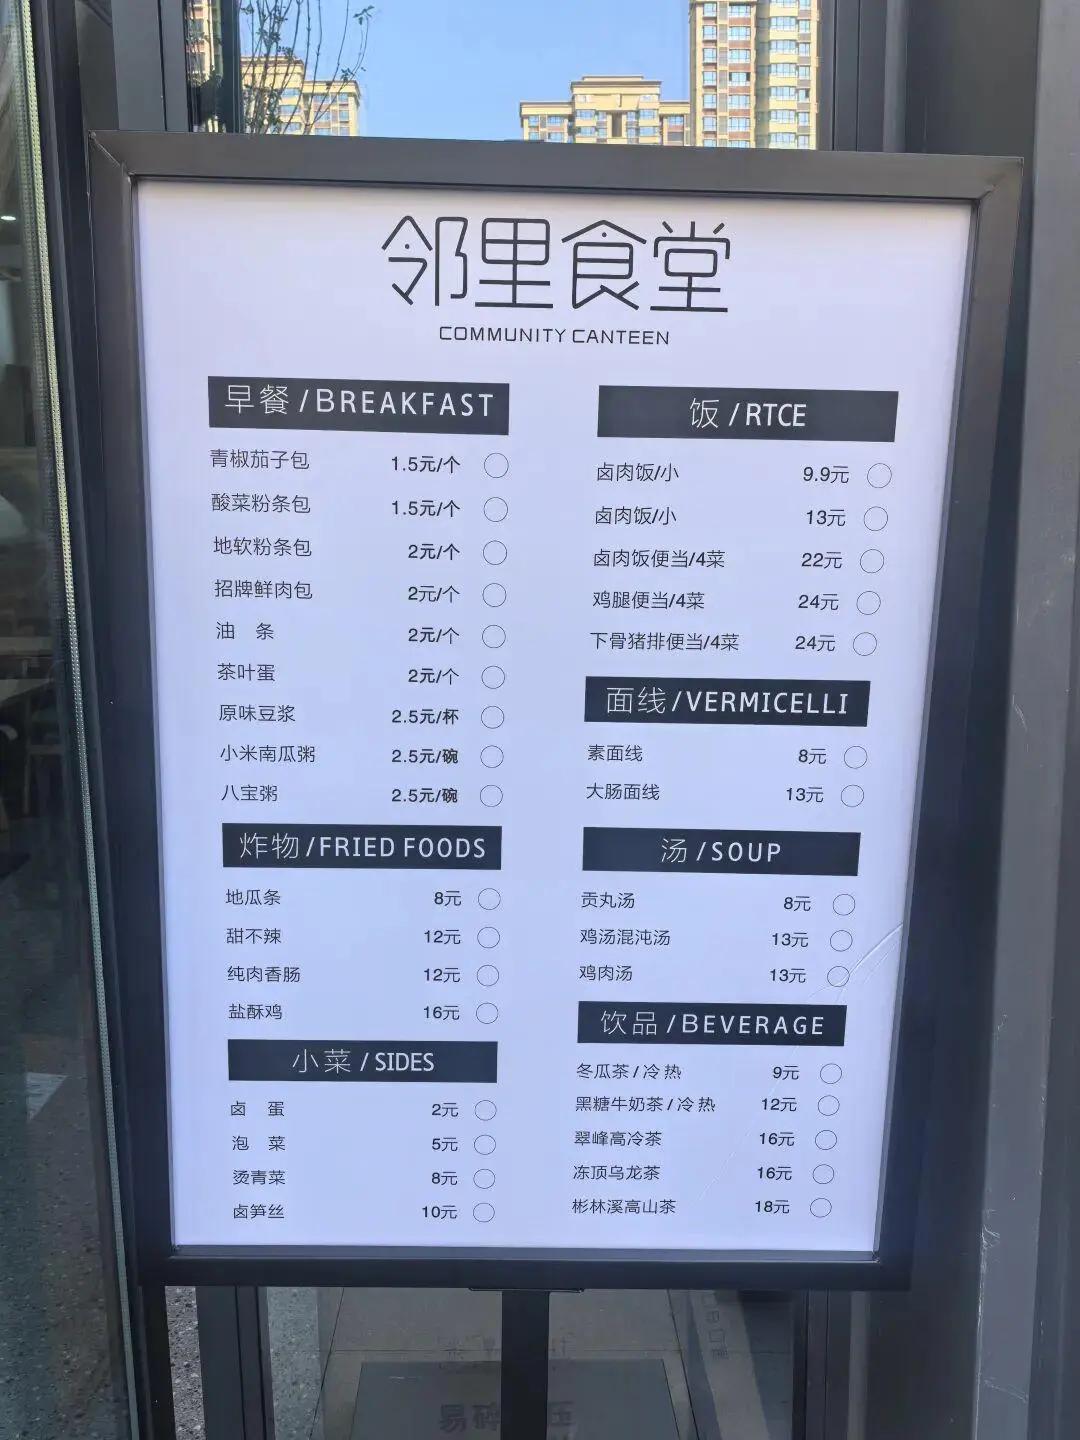 邻里食堂
COMMUNITY CANTEEN
早餐 / BREAKFAST
青椒茄子包 1.5元/个
酸菜粉条包 1.5元/个
地软粉条包 2元/个
招牌鲜肉包 2元/个
油 条 2元/个
茶叶蛋 2元/个
原味豆浆 2.5元/杯
小米南瓜粥 2.5元/碗
八宝粥 2.5元/碗
炸物 / FRIED FOODS
地瓜条 8元
甜不辣 12元
纯肉香肠 12元
盐酥鸡 16元
小菜 / SIDES
卤 蛋 2元
泡 菜 5元
烫青菜 8元
卤笋丝 10元
饭 / RTCE
卤肉饭/小 9.9元
卤肉饭/小 13元
卤肉饭便当/4菜 22元
鸡腿便当/4菜 24元
下骨猪排便当/4菜 24元
面线 / VERMICELLI
素面线 8元
大肠面线 13元
汤 / SOUP
贡丸汤 8元
鸡汤混沌汤 13元
鸡肉汤 13元
饮品 / BEVERAGE
冬瓜茶 / 冷 热 9元
黑糖牛奶茶 / 冷 热 12元
翠峰高冷茶 16元
冻顶乌龙茶 16元
彬林溪高山茶 18元
易碎